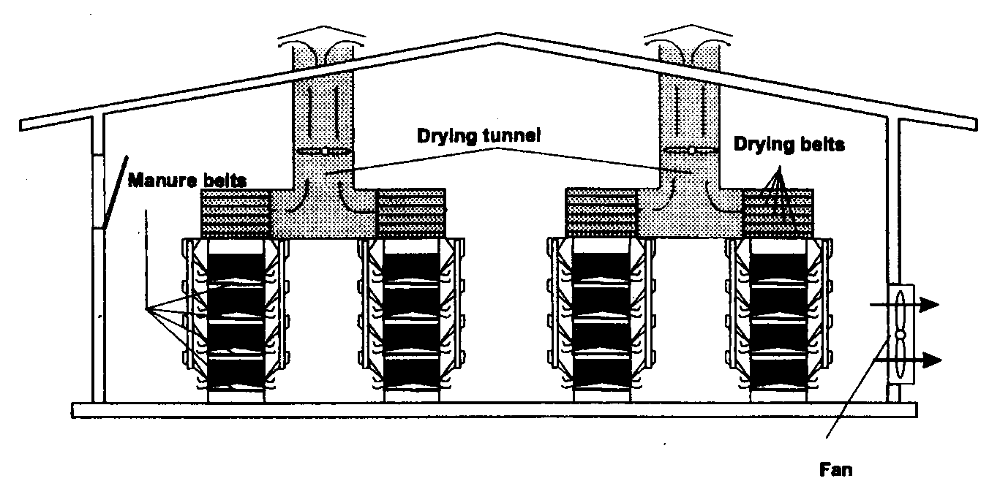 Drying tunnel
Drying belts
Manure belts
Fan